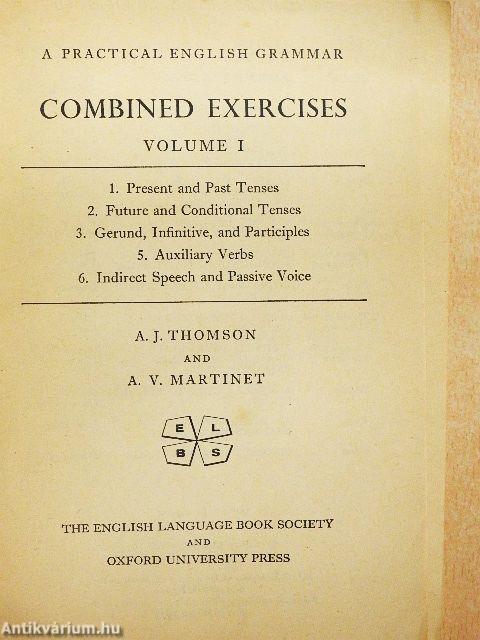 A PRACTICAL ENGLISH GRAMMAR
COMBINED EXERCISES
VOLUME I
1. Present and Past Tenses
2. Future and Conditional Tenses
3. Gerund, Infinitive, and Participles
5. Auxiliary Verbs
6. Indirect Speech and Passive Voice
A. J. THOMSON
AND
A. V. MARTINET
E L
B S
THE ENGLISH LANGUAGE BOOK SOCIETY
AND
OXFORD UNIVERSITY PRESS
Antikvárium.hu